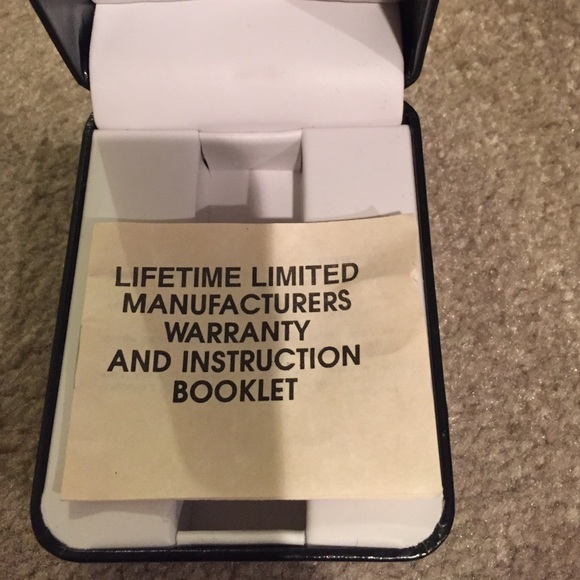 LIFETIME LIMITED
MANUFACTURERS
WARRANTY
AND INSTRUCTION
BOOKLET